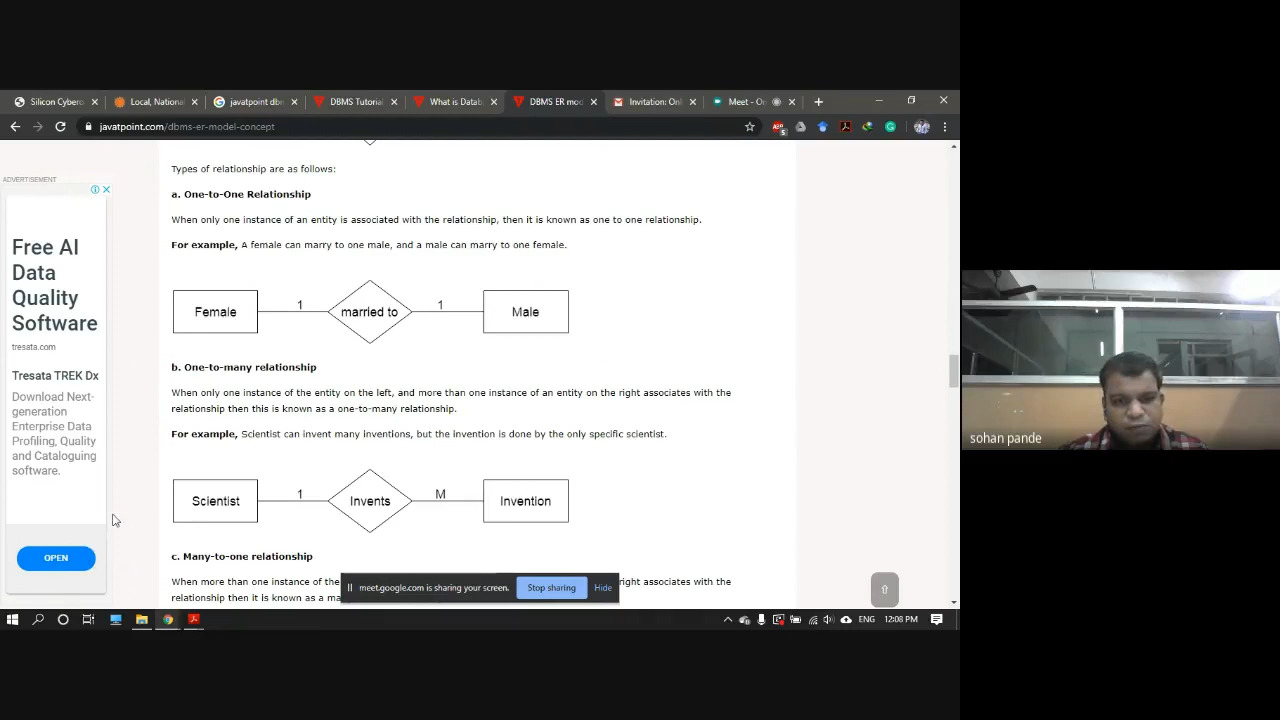 Silicon Cybero
Local, National
javatpoint dbm
DBMS Tutorial
What is Databa
DBMS ER mod
Invitation: Onl
Meet - On
javatpoint.com/dbms-er-model-concept
ADVERTISEMENT
Free AI
Data
Quality
Software
tresata.com
Tresata TREK Dx
Download Next-
generation
Enterprise Data
Profiling, Quality
and Cataloguing
software.
OPEN
Types of relationship are as follows:
a. One-to-One Relationship
When only one instance of an entity is associated with the relationship, then it is known as one to one relationship.
For example, A female can marry to one male, and a male can marry to one female.
Female 1 married to 1 Male
b. One-to-many relationship
When only one instance of the entity on the left, and more than one instance of an entity on the right associates with the
relationship then this is known as a one-to-many relationship.
For example, Scientist can invent many inventions, but the invention is done by the only specific scientist.
Scientist 1 Invents M Invention
c. Many-to-one relationship
When more than one instance of the right associates with the
relationship then it is known as a ma
meet.google.com is sharing your screen. Stop sharing Hide
sohan pande
ENG 12:08 PM